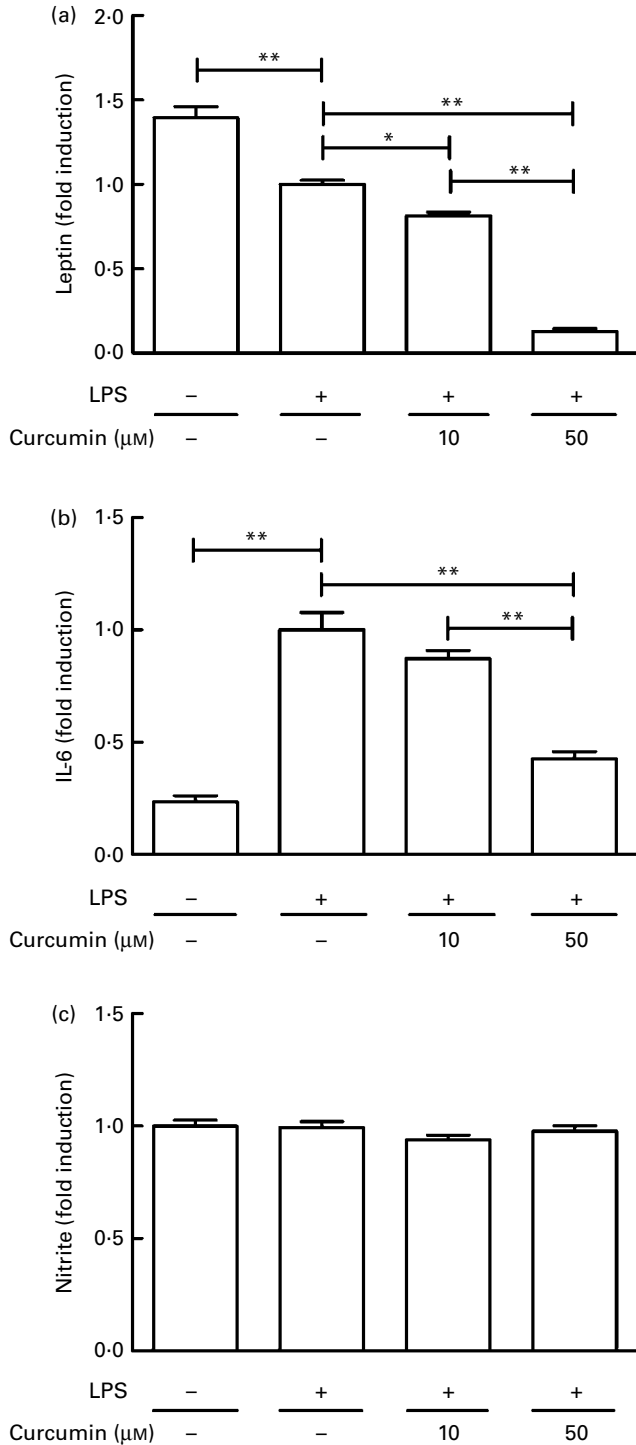 (a)
2·0
**
1·5
**
*
1·0
**
0·5
0·0
Leptin (fold induction)
LPS – + + +
Curcumin (µM) – – 10 50
(b)
1·5
**
**
1·0
**
0·5
0·0
IL-6 (fold induction)
LPS – + + +
Curcumin (µM) – – 10 50
(c)
1·5
1·0
0·5
0·0
Nitrite (fold induction)
LPS – + + +
Curcumin (µM) – – 10 50